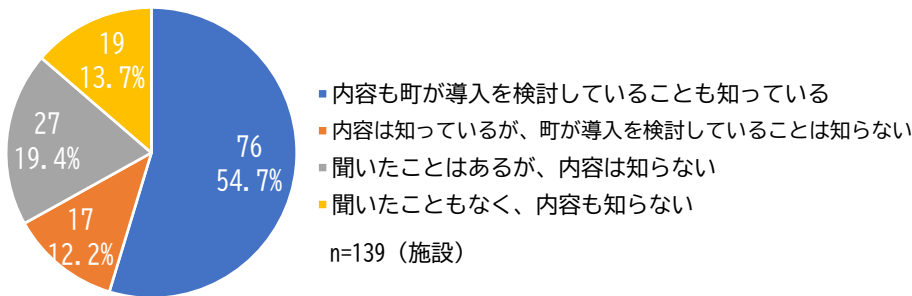 19
13.7%
27
19.4%
76
54.7%
17
12.2%
内容も町が導入を検討していることも知っている
内容は知っているが、町が導入を検討していることは知らない
聞いたことはあるが、内容は知らない
聞いたこともなく、内容も知らない
n=139（施設）